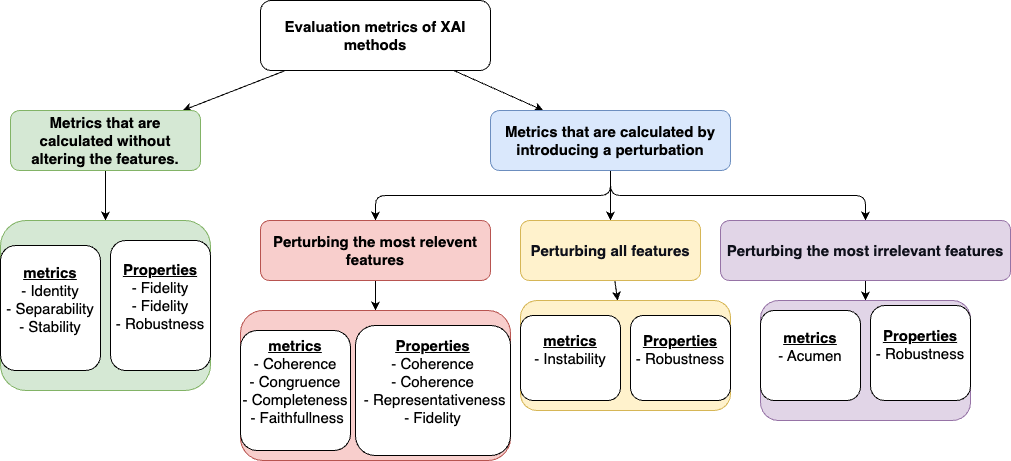 Evaluation metrics of XAI
methods
Metrics that are
calculated without
altering the features.
Metrics that are calculated by
introducing a perturbation
Perturbing the most relevent
features
Perturbing all features
Perturbing the most irrelevant features
metrics
- Identity
- Separability
- Stability
Properties
- Fidelity
- Fidelity
- Robustness
metrics
- Coherence
- Congruence
- Completeness
- Faithfullness
Properties
- Coherence
- Coherence
- Representativeness
- Fidelity
metrics
- Instability
Properties
- Robustness
metrics
- Acumen
Properties
- Robustness